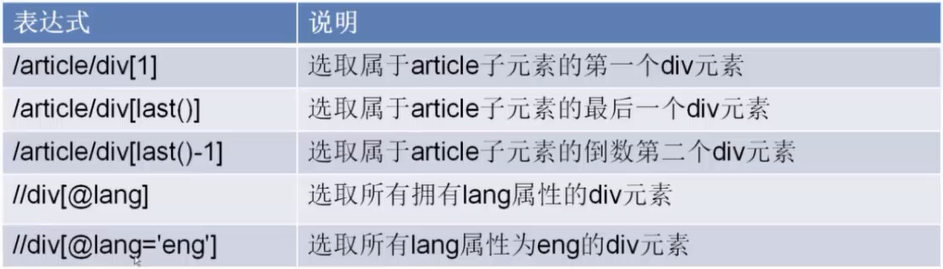 表达式 说明
/article/div[1] 选取属于article子元素的第一个div元素
/article/div[last()] 选取属于article子元素的最后一个div元素
/article/div[last()-1] 选取属于article子元素的倒数第二个div元素
//div[@lang] 选取所有拥有lang属性的div元素
//div[@lang='eng'] 选取所有lang属性为eng的div元素